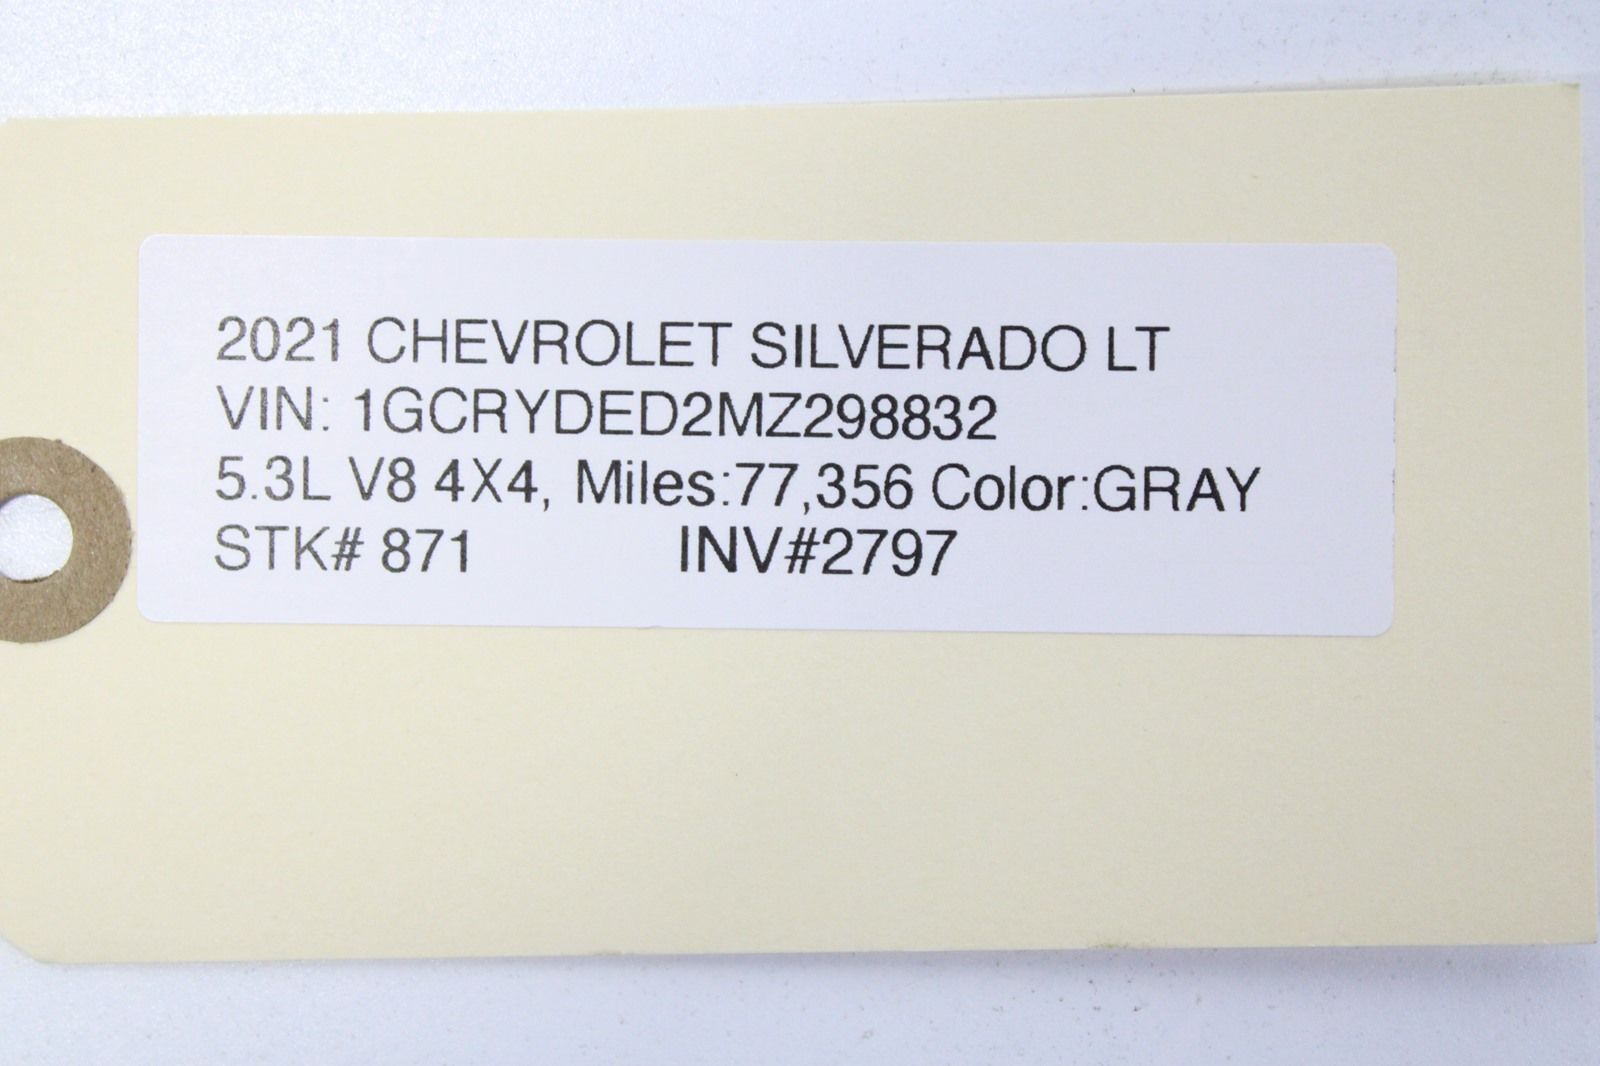 2021 CHEVROLET SILVERADO LT
VIN: 1GCRYDED2MZ298832
5.3L V8 4X4, Miles:77,356 Color:GRAY
STK# 871 INV#2797